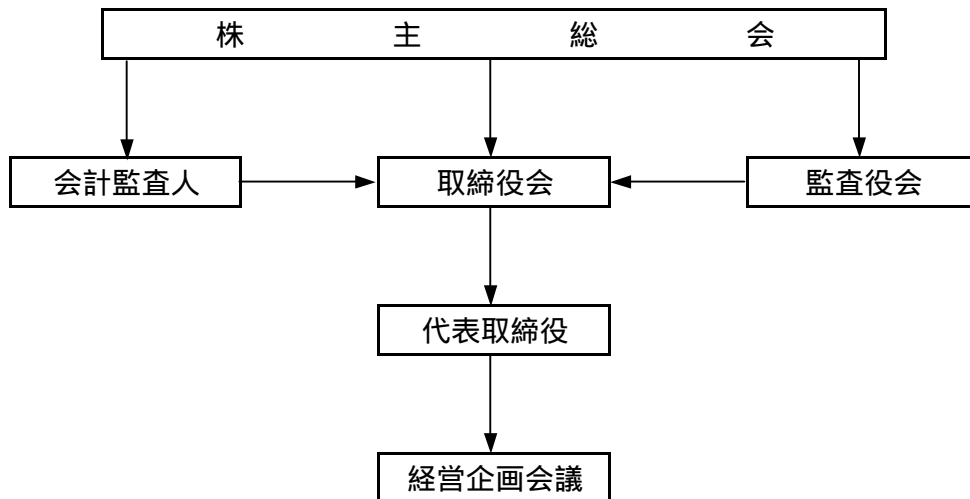 株主総会
会計監査人
取締役会
監査役会
代表取締役
経営企画会議